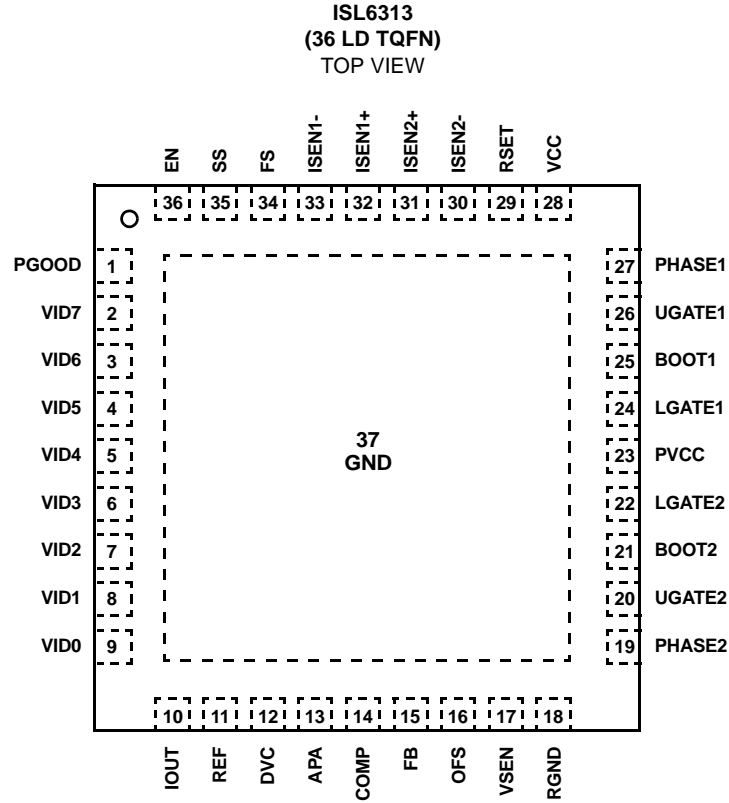 ISL6313
(36 LD TQFN)
TOP VIEW
EN SS FS ISEN1- ISEN1+ ISEN2+ ISEN2- RSET VCC
36 35 34 33 32 31 30 29 28
PGOOD 1 27 PHASE1
VID7 2 26 UGATE1
VID6 3 25 BOOT1
VID5 4 24 LGATE1
VID4 5 23 PVCC
37
GND
VID3 6 22 LGATE2
VID2 7 21 BOOT2
VID1 8 20 UGATE2
VID0 9 19 PHASE2
10 11 12 13 14 15 16 17 18
IOUT REF DVC APA COMP FB OFS VSEN RGND